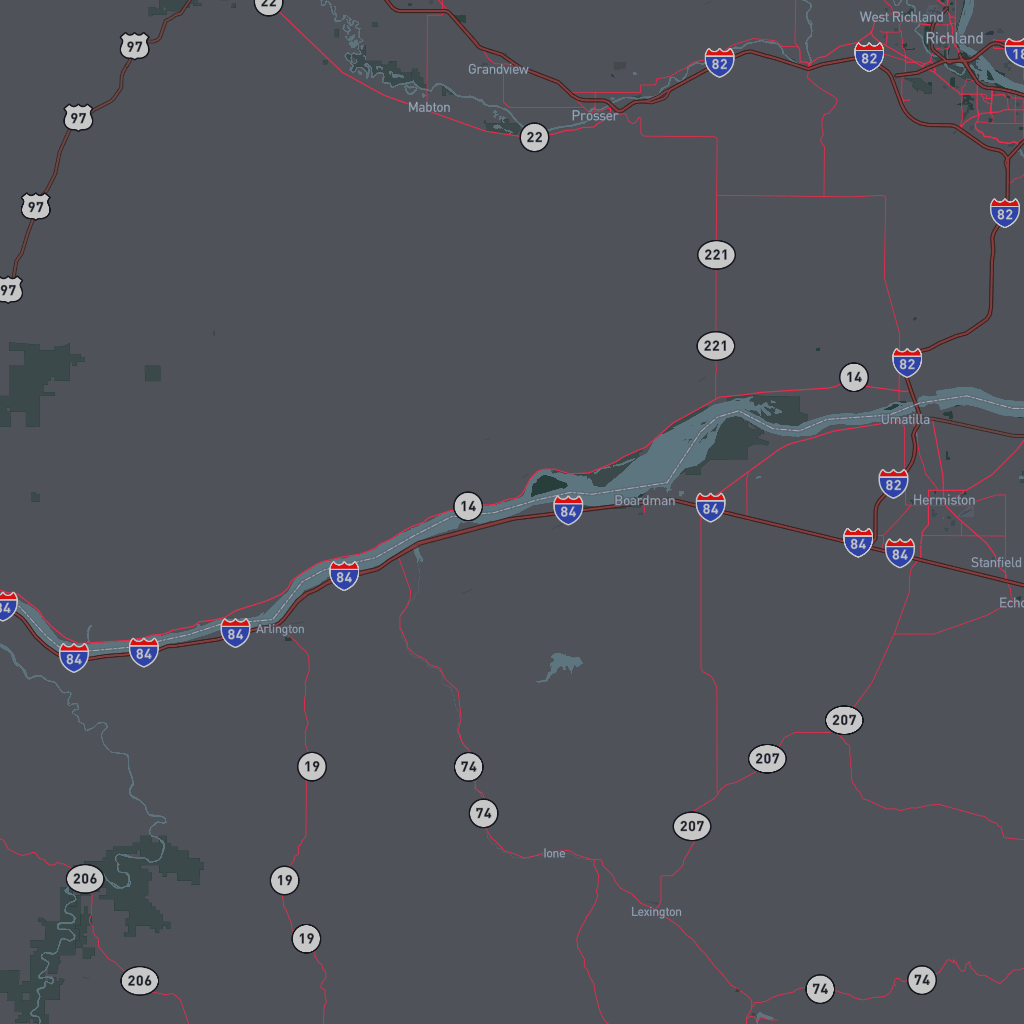 22
West Richland
Richland
97
18
82
82
Grandview
Mabton
97
Prosser
22
97
82
221
97
221
82
14
Umatilla
82
Boardman
Hermiston
14
84
84
84
84
Stanfield
84
Echo
84
84
Arlington
84
84
207
207
19
74
74
207
Ione
206
19
Lexington
19
206
74
74